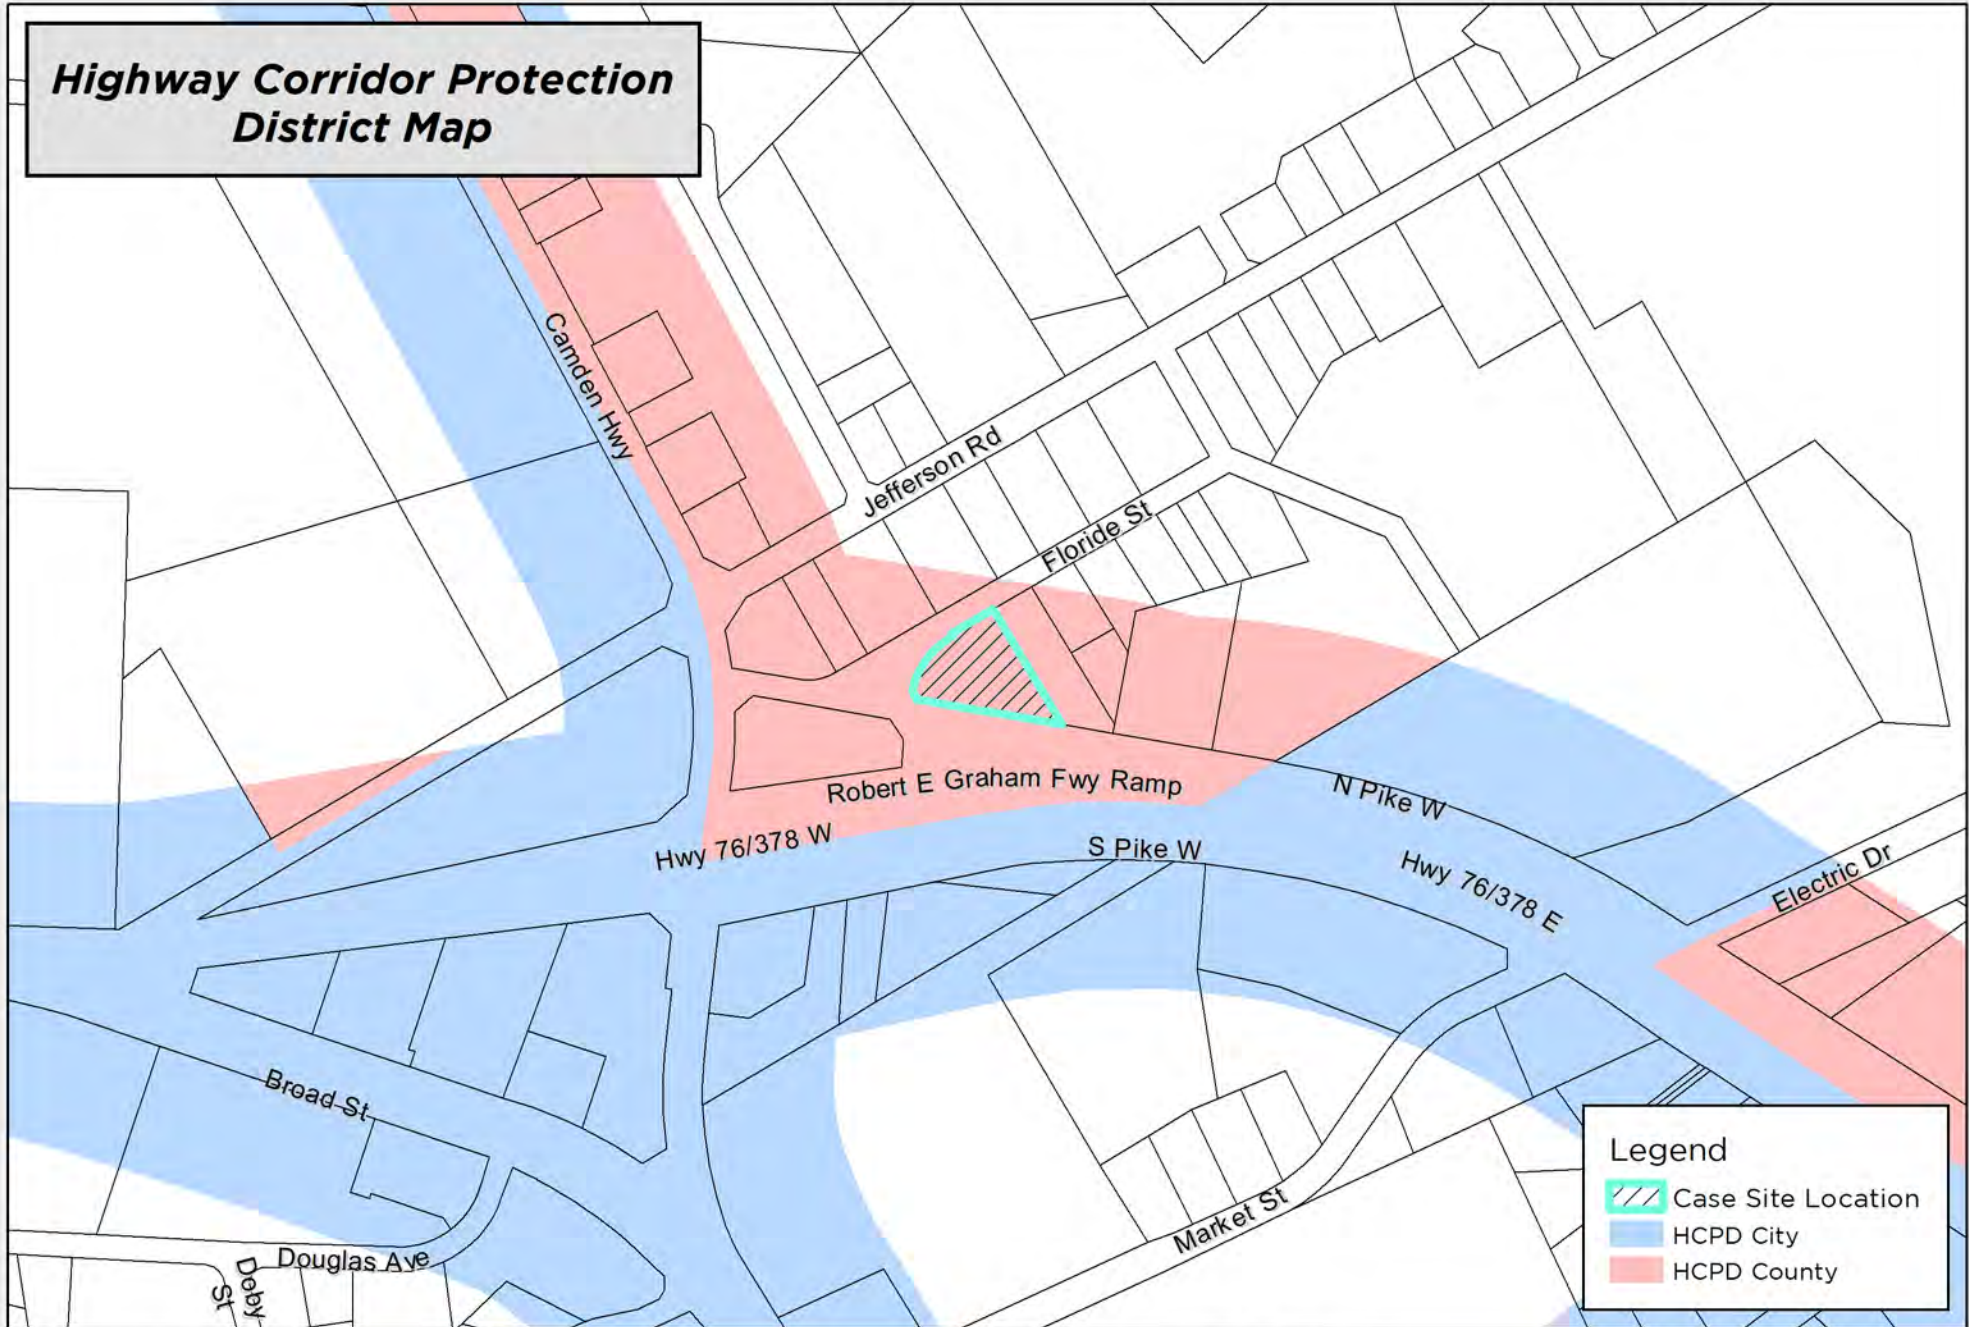 Highway Corridor Protection
District Map
Camden Hwy
Jefferson Rd
Floride St
Robert E Graham Fwy Ramp
N Pike W
Hwy 76/378 W
S Pike W
Hwy 76/378 E
Electric Dr
Broad St
Market St
Douglas Ave
Doby
St
Legend
Case Site Location
HCPD City
HCPD County